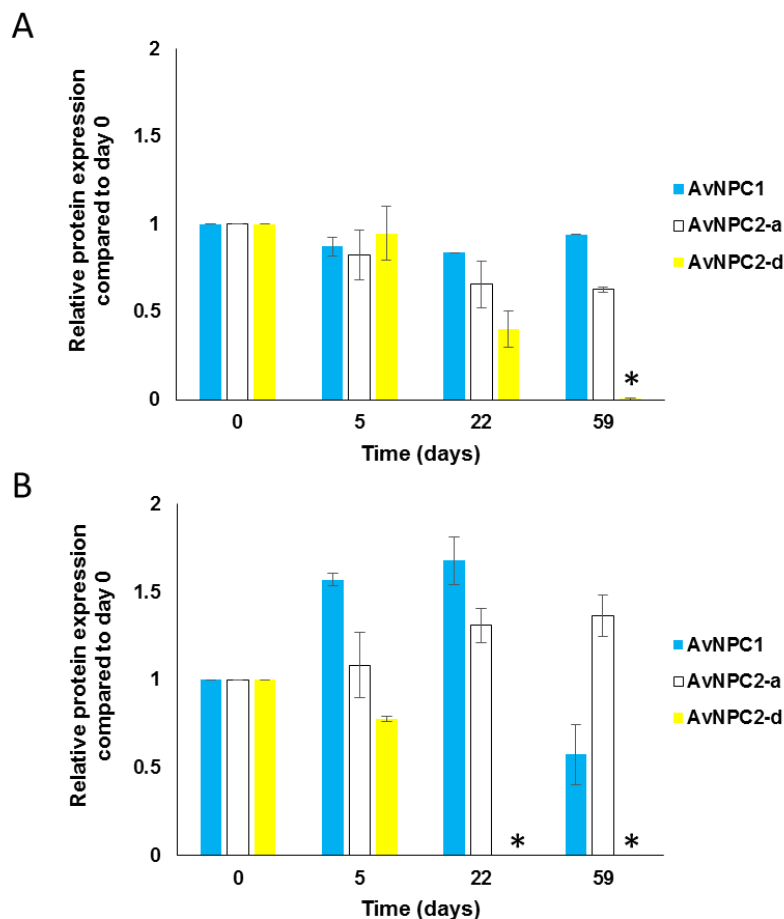 A
Relative protein expression
compared to day 0
2
1.5
1
0.5
0
*
0 5 22 59
Time (days)
AvNPC1
AvNPC2-a
AvNPC2-d
B
Relative protein expression
compared to day 0
2
1.5
1
0.5
0
* *
0 5 22 59
Time (days)
AvNPC1
AvNPC2-a
AvNPC2-d